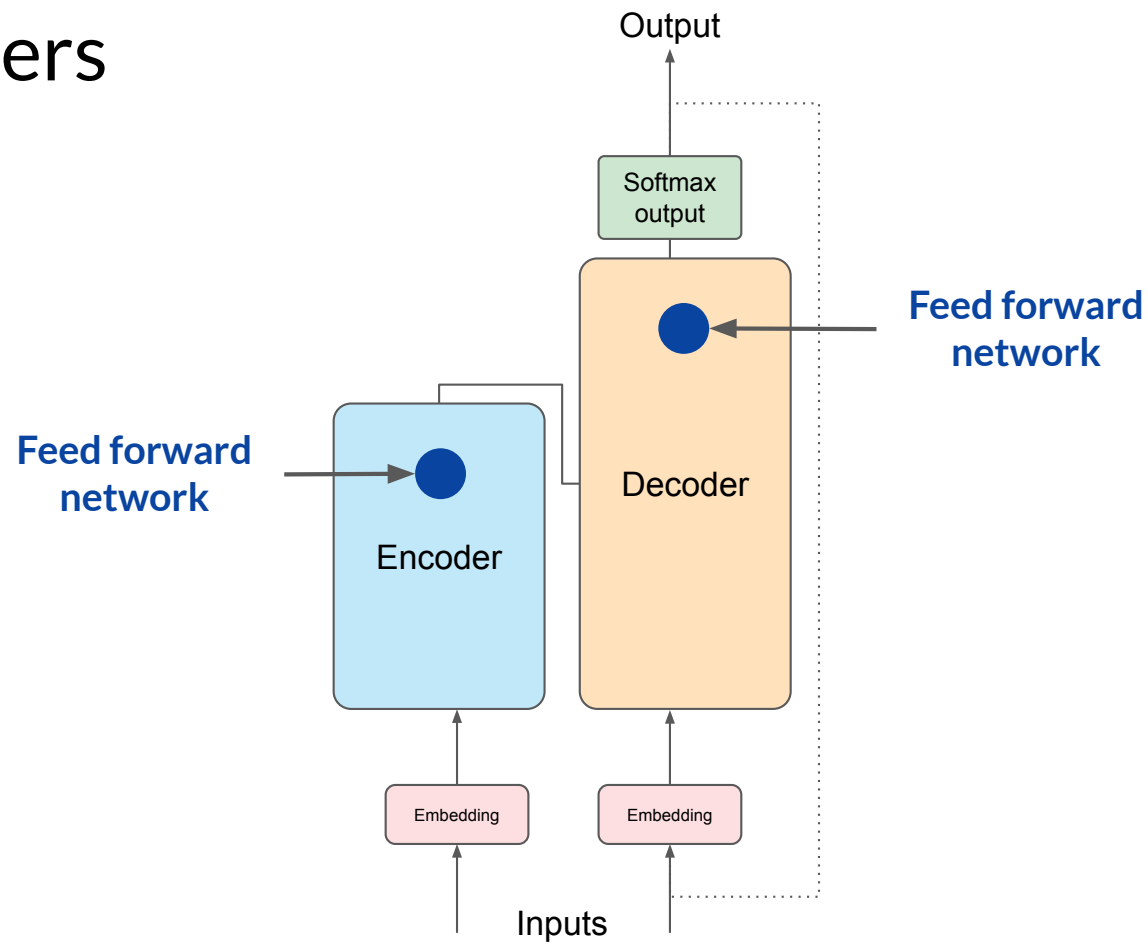 ers
Output
Softmax
output
Feed forward
network
Feed forward
network
Decoder
Encoder
Embedding
Embedding
Inputs